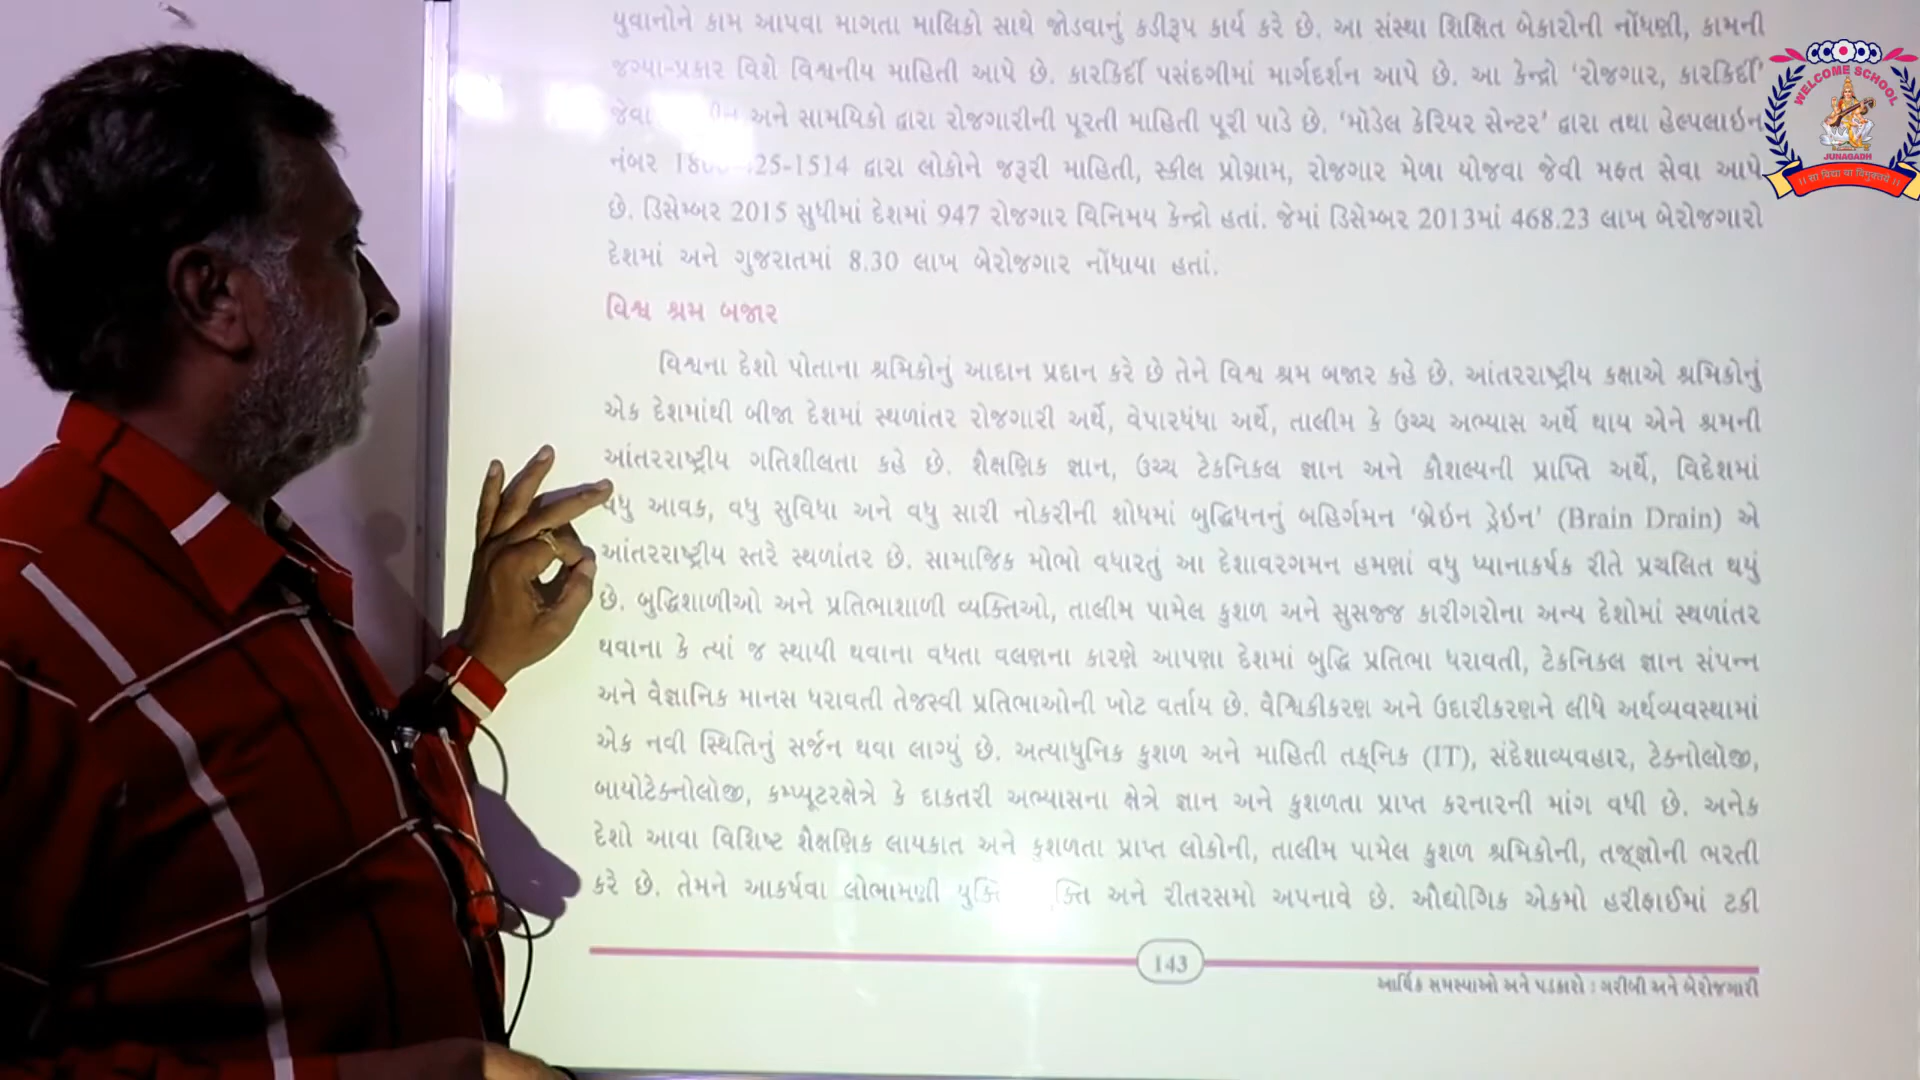 યુવાનોને કામ આપવા માગતા માલિકો સાથે જોડવાનું કડીરૂપ કાર્ય કરે છે. આ સંસ્થા શિક્ષિત બેકારોની નોંધણી, કામની
જગ્યા-પ્રકાર વિશે વિશ્વનીય માહિતી આપે છે. કારકિર્દી પસંદગીમાં માર્ગદર્શન આપે છે. આ કેન્દ્રો ‘રોજગાર, કારકિર્દી’
જેવા અને સામયિકો દ્વારા રોજગારીની પૂરતી માહિતી પૂરી પાડે છે. ‘મૉડેલ કેરિયર સેન્ટર’ દ્વારા તથા હેલ્પલાઇન
નંબર 25-1514 દ્વારા લોકોને જરૂરી માહિતી, સ્કીલ પ્રોગ્રામ, રોજગાર મેળા યોજવા જેવી મફત સેવા આપે
છે. ડિસેમ્બર 2015 સુધીમાં દેશમાં 947 રોજગાર વિનિમય કેન્દ્રો હતાં. જેમાં ડિસેમ્બર 2013માં 468.23 લાખ બેરોજગારો
દેશમાં અને ગુજરાતમાં 8.30 લાખ બેરોજગાર નોંધાયા હતાં.
વિશ્વ શ્રમ બજાર
વિશ્વના દેશો પોતાના શ્રમિકોનું આદાન પ્રદાન કરે છે તેને વિશ્વ શ્રમ બજાર કહે છે. આંતરરાષ્ટ્રીય કક્ષાએ શ્રમિકોનું
એક દેશમાંથી બીજા દેશમાં સ્થળાંતર રોજગારી અર્થે, વેપારધંધા અર્થે, તાલીમ કે ઉચ્ચ અભ્યાસ અર્થે થાય એને શ્રમની
આંતરરાષ્ટ્રીય ગતિશીલતા કહે છે. શૈક્ષણિક જ્ઞાન, ઉચ્ચ ટેકનિકલ જ્ઞાન અને કૌશલ્યની પ્રાપ્તિ અર્થે, વિદેશમાં
વધુ આવક, વધુ સુવિધા અને વધુ સારી નોકરીની શોધમાં બુદ્ધિધનનું બહિર્ગમન ‘બ્રેઇન ડ્રેઇન’ (Brain Drain) એ
આંતરરાષ્ટ્રીય સ્તરે સ્થળાંતર છે. સામાજિક મોભો વધારતું આ દેશાવરગમન હમણાં વધુ ધ્યાનાકર્ષક રીતે પ્રચલિત થયું
છે. બુદ્ધિશાળીઓ અને પ્રતિભાશાળી વ્યક્તિઓ, તાલીમ પામેલ કુશળ અને સુસજ્જ કારીગરોના અન્ય દેશોમાં સ્થળાંતર
થવાના કે ત્યાં જ સ્થાયી થવાના વધતા વલણના કારણે આપણા દેશમાં બુદ્ધિ પ્રતિભા ધરાવતી, ટેકનિકલ જ્ઞાન સંપન્ન
અને વૈજ્ઞાનિક માનસ ધરાવતી તેજસ્વી પ્રતિભાઓની ખોટ વર્તાય છે. વૈશ્વિકીકરણ અને ઉદારીકરણને લીધે અર્થવ્યવસ્થામાં
એક નવી સ્થિતિનું સર્જન થવા લાગ્યું છે. અત્યાધુનિક કુશળ અને માહિતી તક્નિક (IT), સંદેશાવ્યવહાર, ટેક્નોલૉજી,
બાયોટેક્નોલૉજી, કમ્પ્યૂટરક્ષેત્રે કે દાકતરી અભ્યાસના ક્ષેત્રે જ્ઞાન અને કુશળતા પ્રાપ્ત કરનારની માંગ વધી છે. અનેક
દેશો આવા વિશિષ્ટ શૈક્ષણિક લાયકાત અને કુશળતા પ્રાપ્ત લોકોની, તાલીમ પામેલ કુશળ શ્રમિકોની, તજ્જ્ઞોની ભરતી
કરે છે. તેમને આકર્ષવા લોભામણી અને રીતરસમો અપનાવે છે. ઔદ્યોગિક એકમો હરીફાઈમાં ટકી
143
આર્થિક સમસ્યાઓ અને પડકારો : ગરીબી અને બેરોજગારી
WELCOME SCHOOL
JUNAGADH
॥ सा विद्या या विमुक्तये ॥